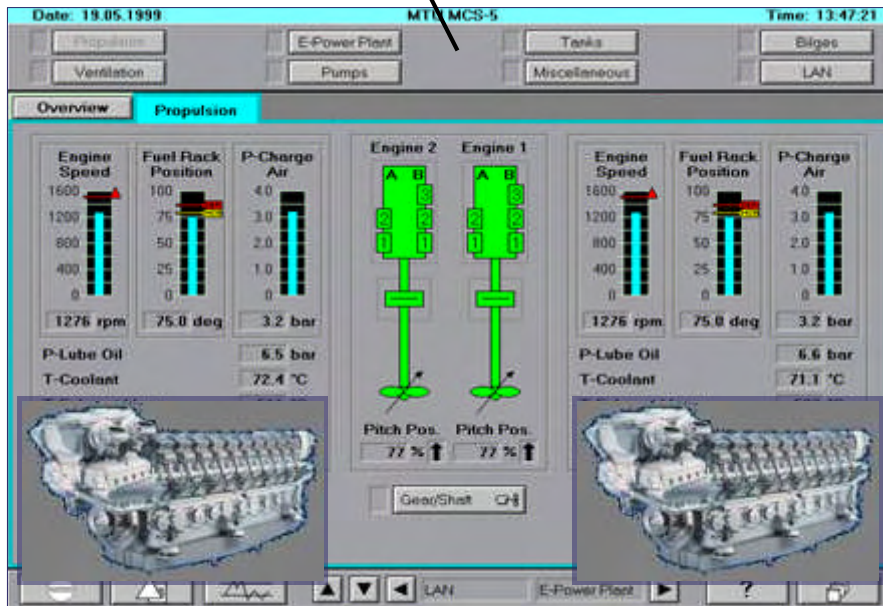 Date: 19.05.1999 MTU MCS-5 Time: 13:47:21
Propulsion E-Power Plant Tanks Bilges
Ventilation Pumps Miscellaneous LAN
Overview Propulsion
Engine 2 Engine 1
Engine Speed Fuel Rack Position P-Charge Air
1600 100 4.0
1200 75 3.0
800 50 2.0
400 25 1.0
0 0 0
1276 rpm 75.0 deg 3.2 bar
P-Lube Oil 6.5 bar
T-Coolant 72.4 °C
A B A B
3 3
2 2 2 2
1 1 1 1
Pitch Pos. Pitch Pos.
77 % 77 %
Gear/Shaft
Engine Speed Fuel Rack Position P-Charge Air
1600 100 4.0
1200 75 3.0
800 50 2.0
400 25 1.0
0 0 0
1276 rpm 75.0 deg 3.2 bar
P-Lube Oil 6.6 bar
T-Coolant 71.1 °C
LAN E-Power Plant ?